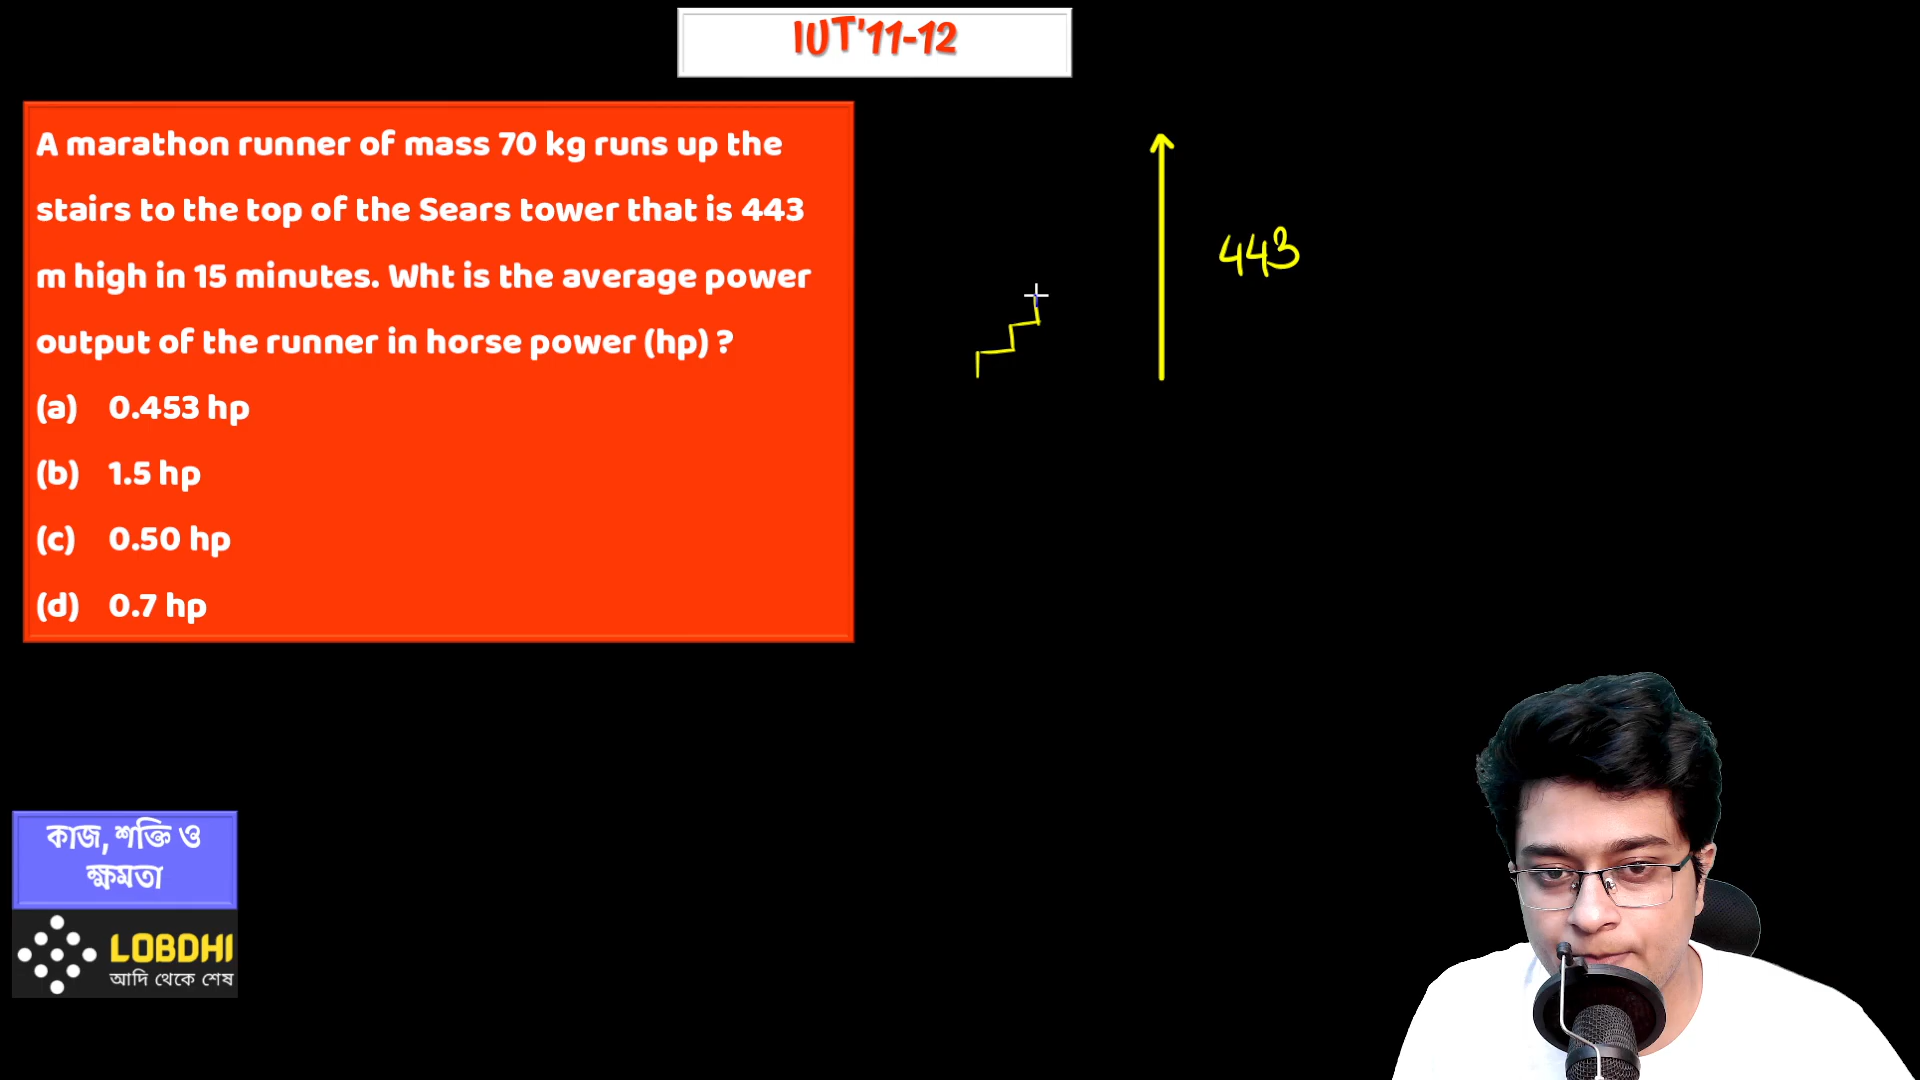 IUT'11-12
A marathon runner of mass 70 kg runs up the
stairs to the top of the Sears tower that is 443
m high in 15 minutes. Wht is the average power
output of the runner in horse power (hp) ?
(a) 0.453 hp
(b) 1.5 hp
(c) 0.50 hp
(d) 0.7 hp
443
কাজ, শক্তি ও
ক্ষমতা
LOBDHI
আদি থেকে শেষ